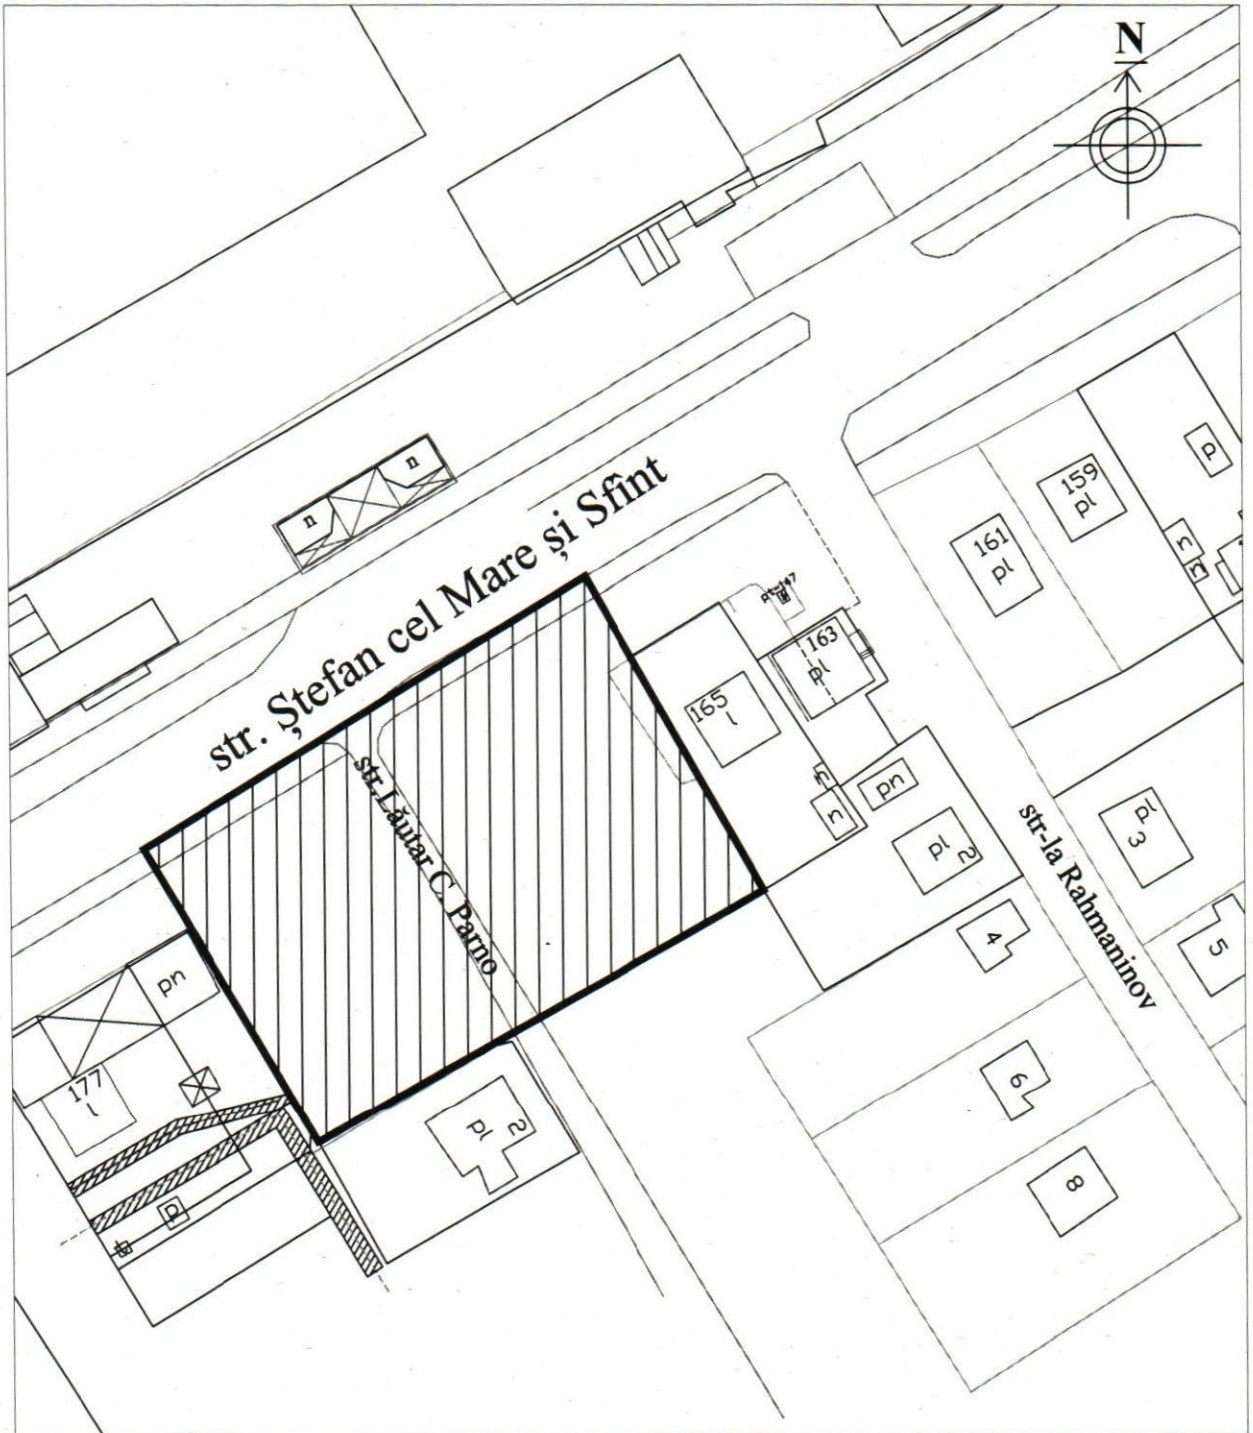 N
n
n
str. Ștefan cel Mare și Sfînt
159
pl
p
161
pl
n
n
163
pl
165
l
str.Lăutar C. Parno
n
n
pn
pl
2
str-la Rahmaninov
pl
3
4
5
pn
177
l
6
pl
2
8
p